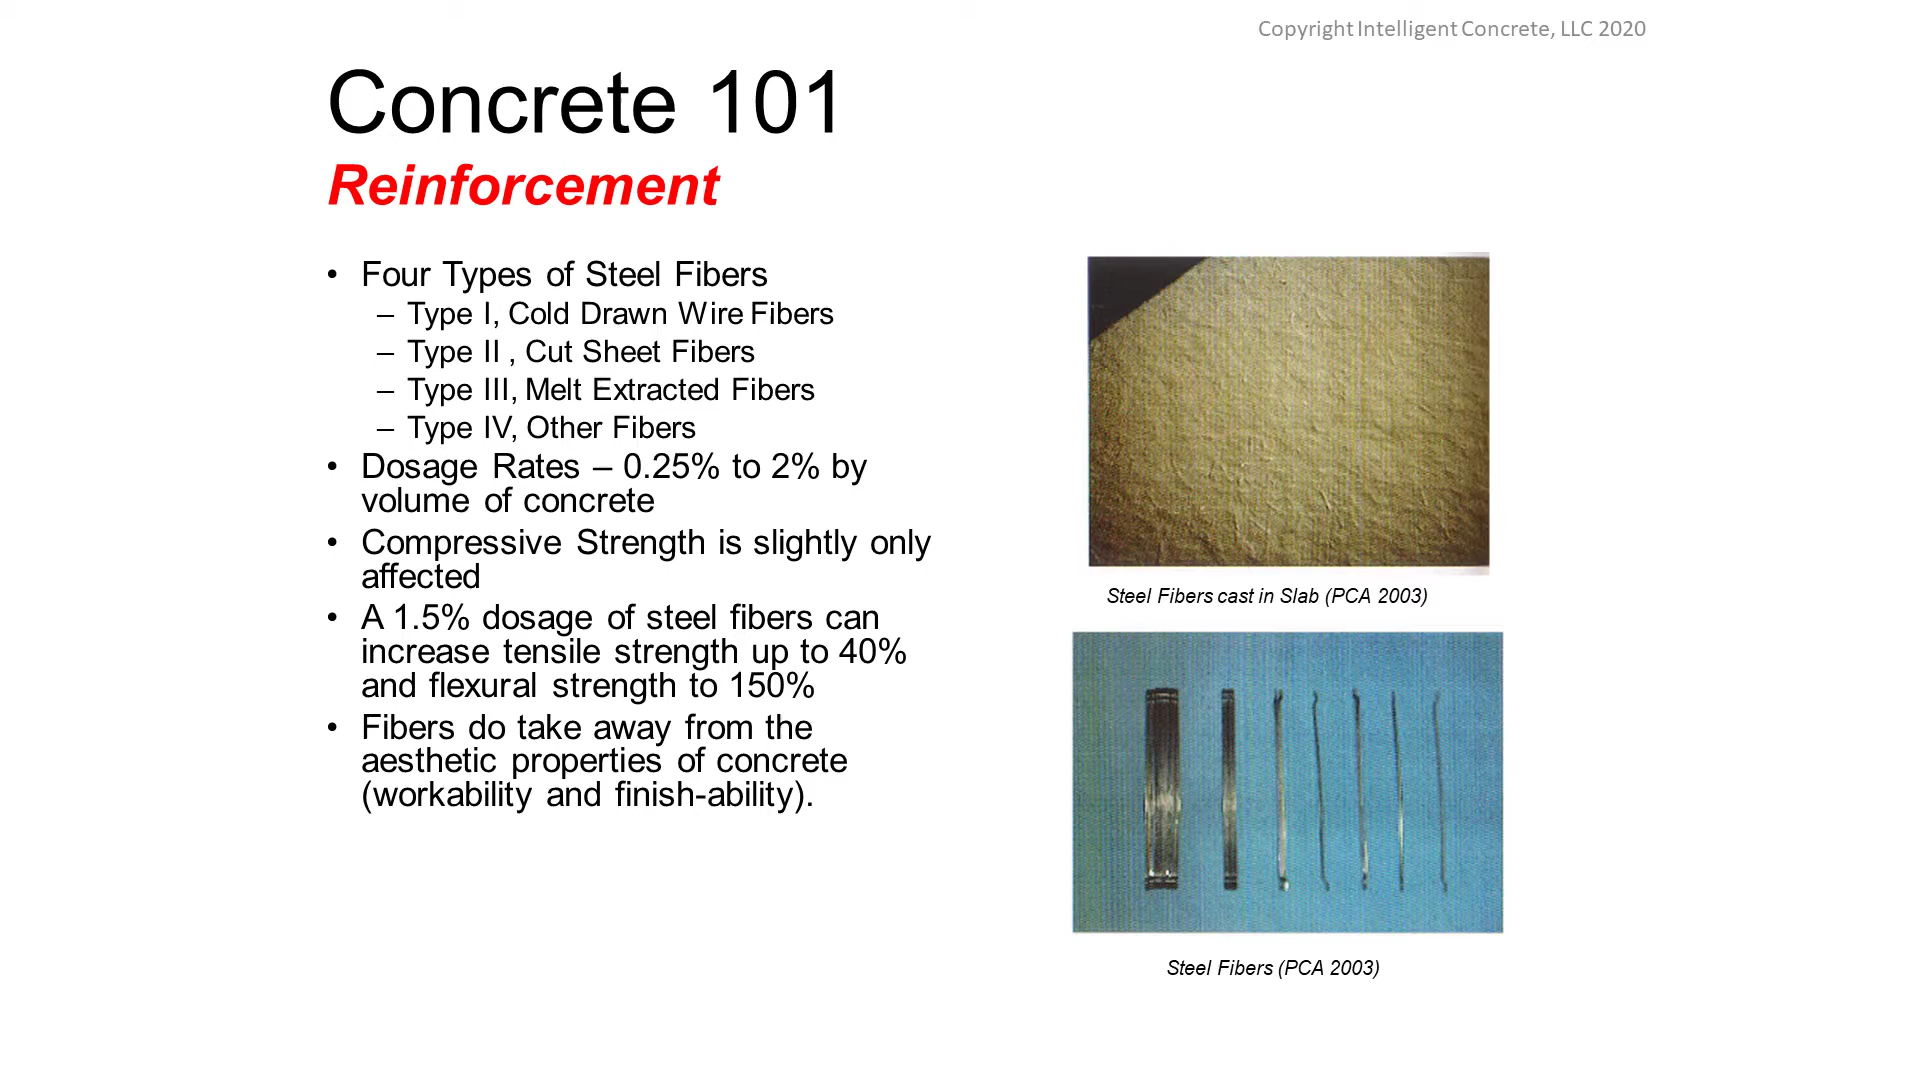 Copyright Intelligent Concrete, LLC 2020
Concrete 101
Reinforcement
• Four Types of Steel Fibers
– Type I, Cold Drawn Wire Fibers
– Type II , Cut Sheet Fibers
– Type III, Melt Extracted Fibers
– Type IV, Other Fibers
• Dosage Rates – 0.25% to 2% by
volume of concrete
• Compressive Strength is slightly only
affected
• A 1.5% dosage of steel fibers can
increase tensile strength up to 40%
and flexural strength to 150%
• Fibers do take away from the
aesthetic properties of concrete
(workability and finish-ability).
Steel Fibers cast in Slab (PCA 2003)
Steel Fibers (PCA 2003)